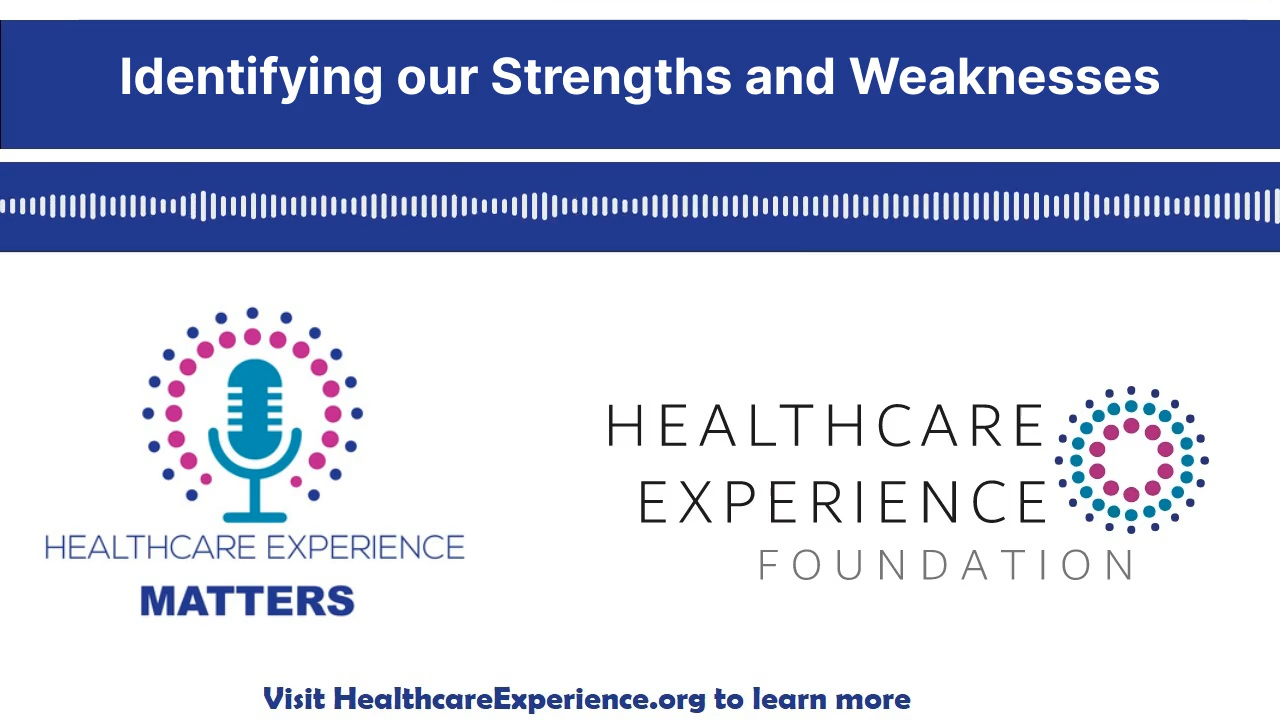 Identifying our Strengths and Weaknesses
HEALTHCARE EXPERIENCE
MATTERS
HEALTHCARE
EXPERIENCE
FOUNDATION
Visit HealthcareExperience.org to learn more